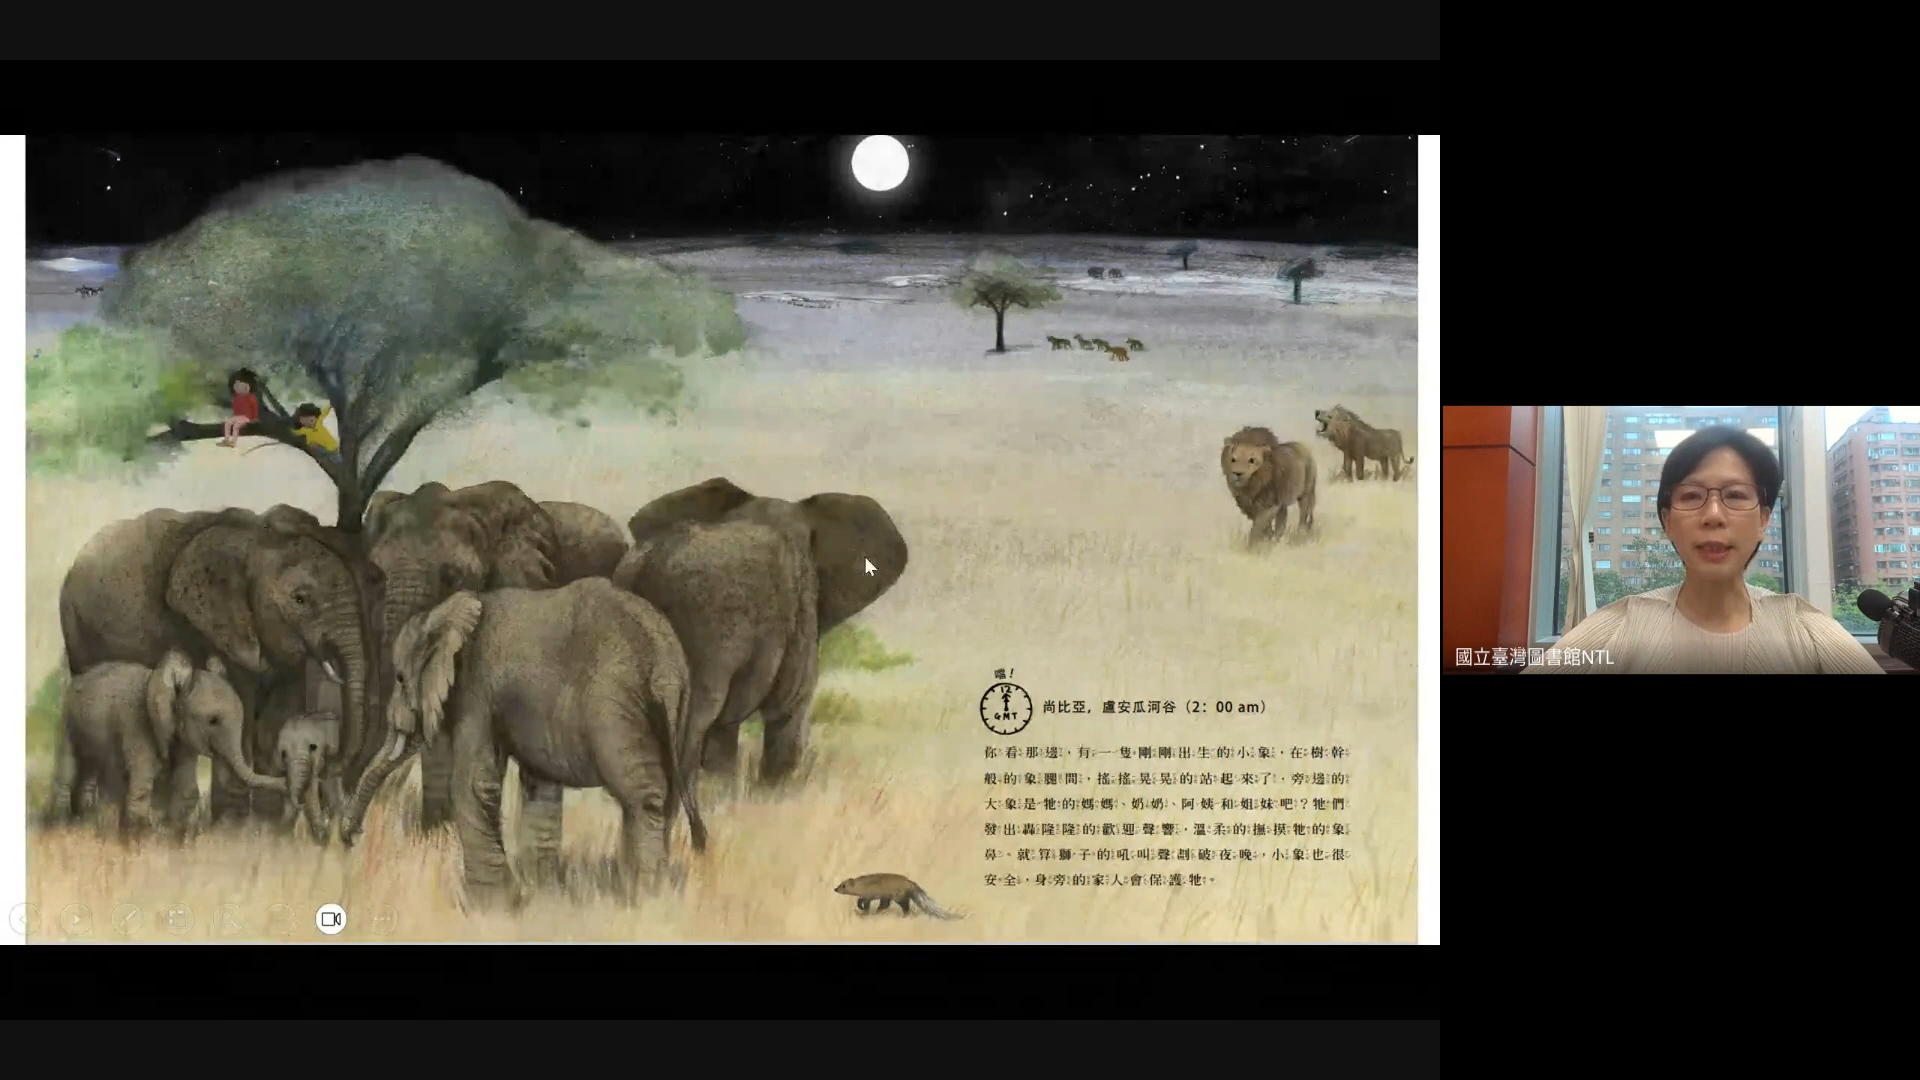 噹！
12
GMT
尚比亞，盧安瓜河谷（2：00 am）
你看那邊，有一隻剛剛出生的小象，在樹幹
般的象腿間，搖搖晃晃的站起來了，旁邊的
大象是牠的媽媽、奶奶、阿姨和姐妹吧？牠們
發出轟隆隆的歡迎聲響，溫柔的撫摸牠的象
鼻。就算獅子的吼叫聲劃破夜晚，小象也很
安全，身旁的家人會保護牠。
國立臺灣圖書館NTL